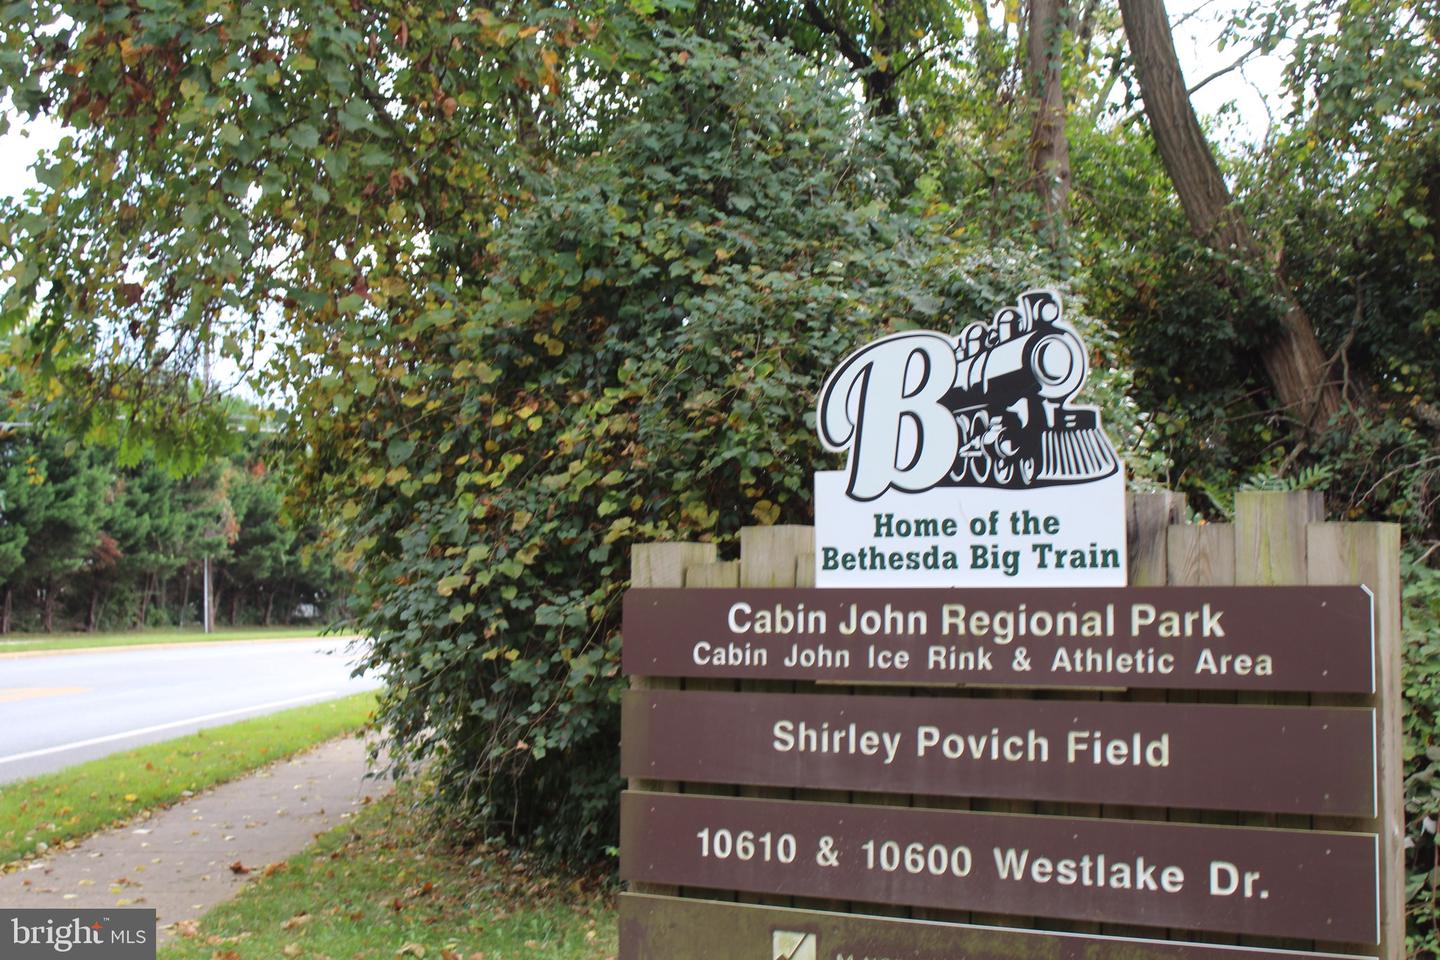 B
Home of the
Bethesda Big Train
Cabin John Regional Park
Cabin John Ice Rink & Athletic Area
Shirley Povich Field
10610 & 10600 Westlake Dr.
bright™ MLS